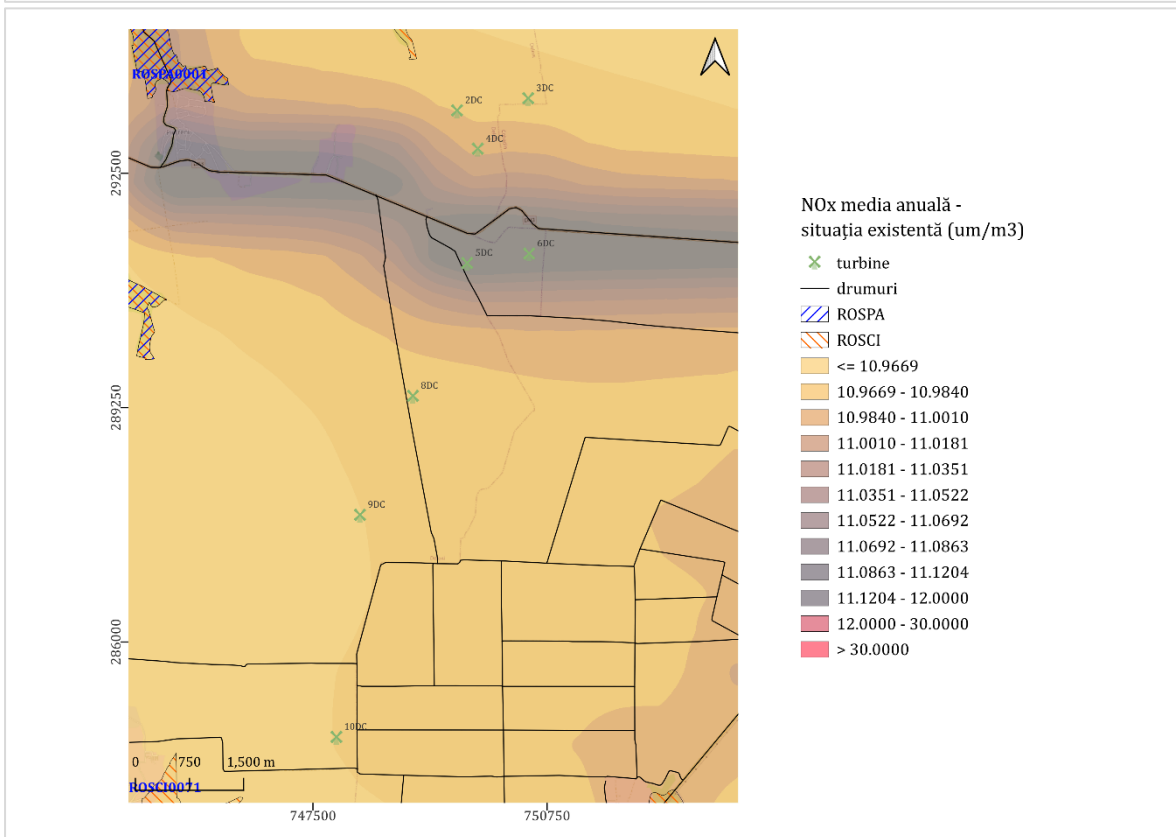 ROSPA0001
3DC
2DC
4DC
6DC
5DC
8DC
9DC
10DC
292500
289250
286000
0 750 1,500 m
ROSCI0071
747500 750750
NOx media anuală -
situația existentă (um/m3)
turbine
drumuri
ROSPA
ROSCI
<= 10.9669
10.9669 - 10.9840
10.9840 - 11.0010
11.0010 - 11.0181
11.0181 - 11.0351
11.0351 - 11.0522
11.0522 - 11.0692
11.0692 - 11.0863
11.0863 - 11.1204
11.1204 - 12.0000
12.0000 - 30.0000
> 30.0000